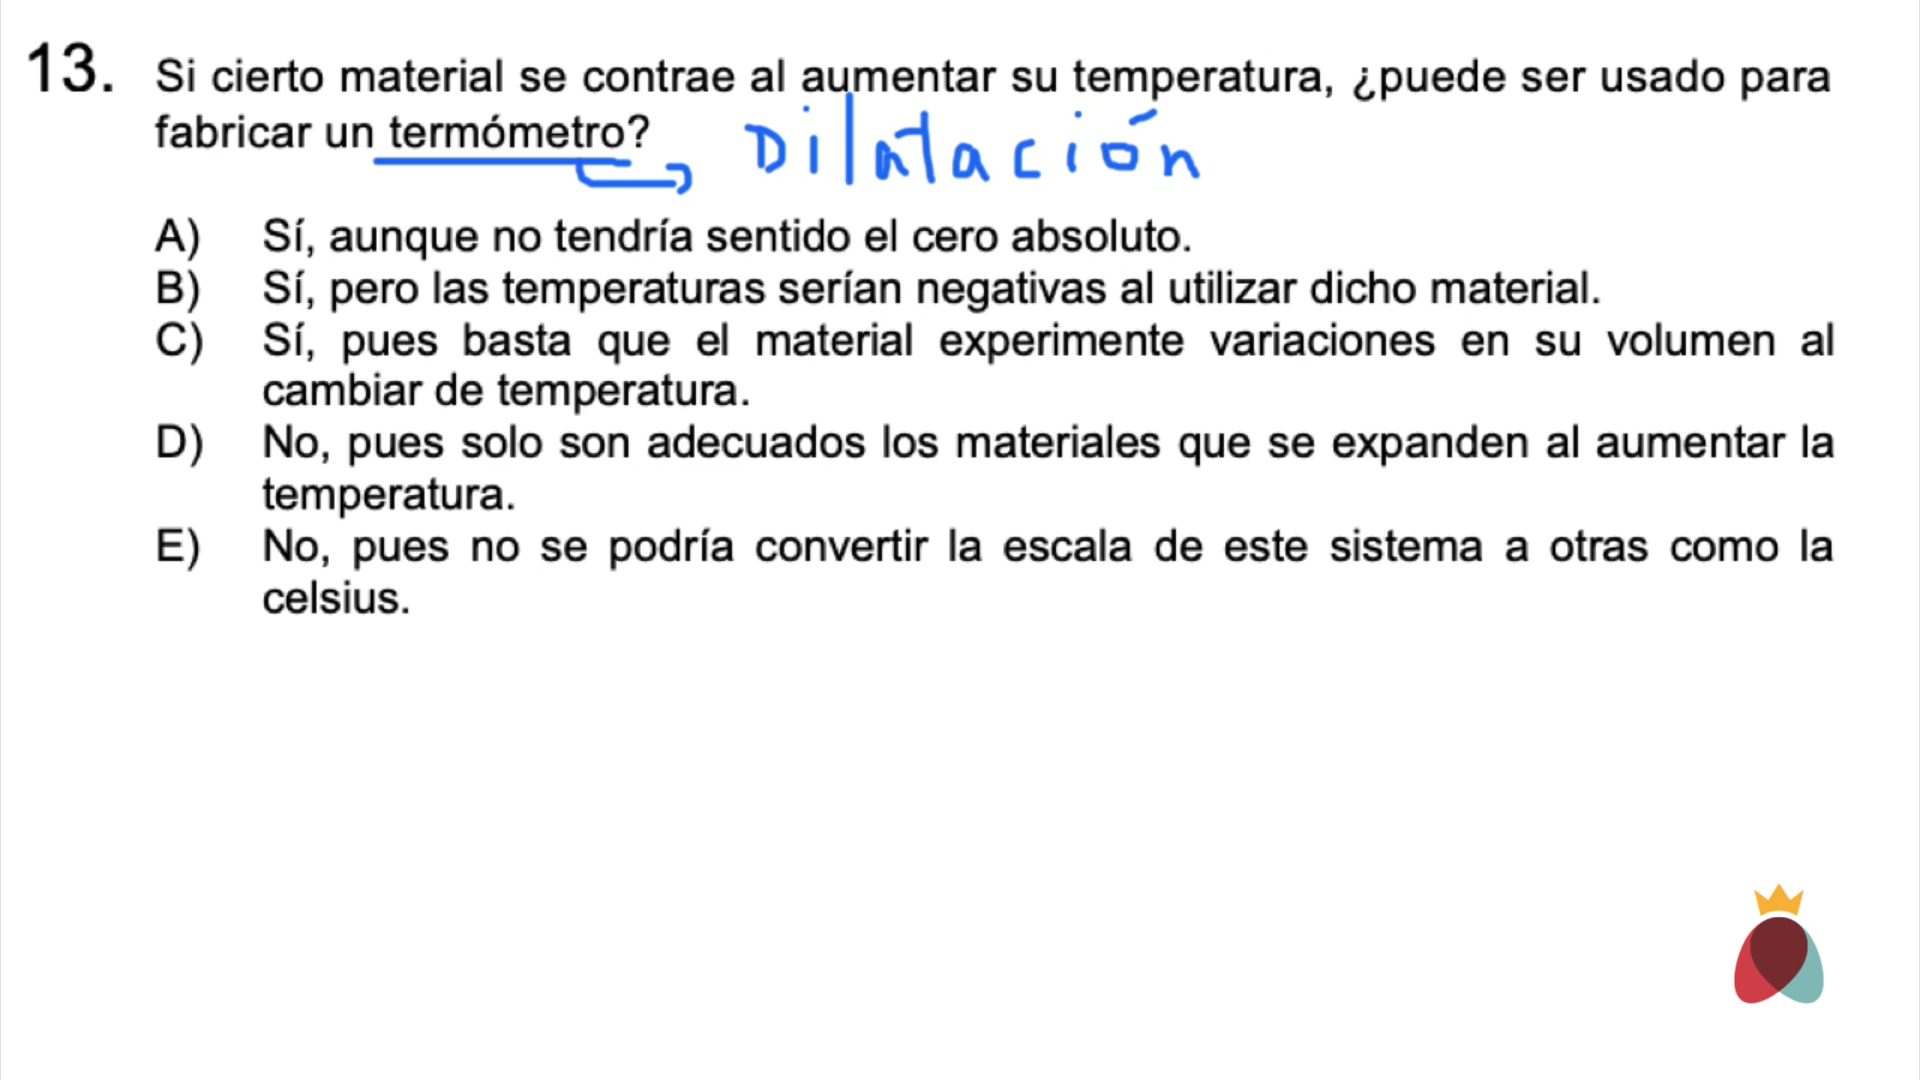 13. Si cierto material se contrae al aumentar su temperatura, ¿puede ser usado para
fabricar un termómetro?
Dilatación
A) Sí, aunque no tendría sentido el cero absoluto.
B) Sí, pero las temperaturas serían negativas al utilizar dicho material.
C) Sí, pues basta que el material experimente variaciones en su volumen al
cambiar de temperatura.
D) No, pues solo son adecuados los materiales que se expanden al aumentar la
temperatura.
E) No, pues no se podría convertir la escala de este sistema a otras como la
celsius.